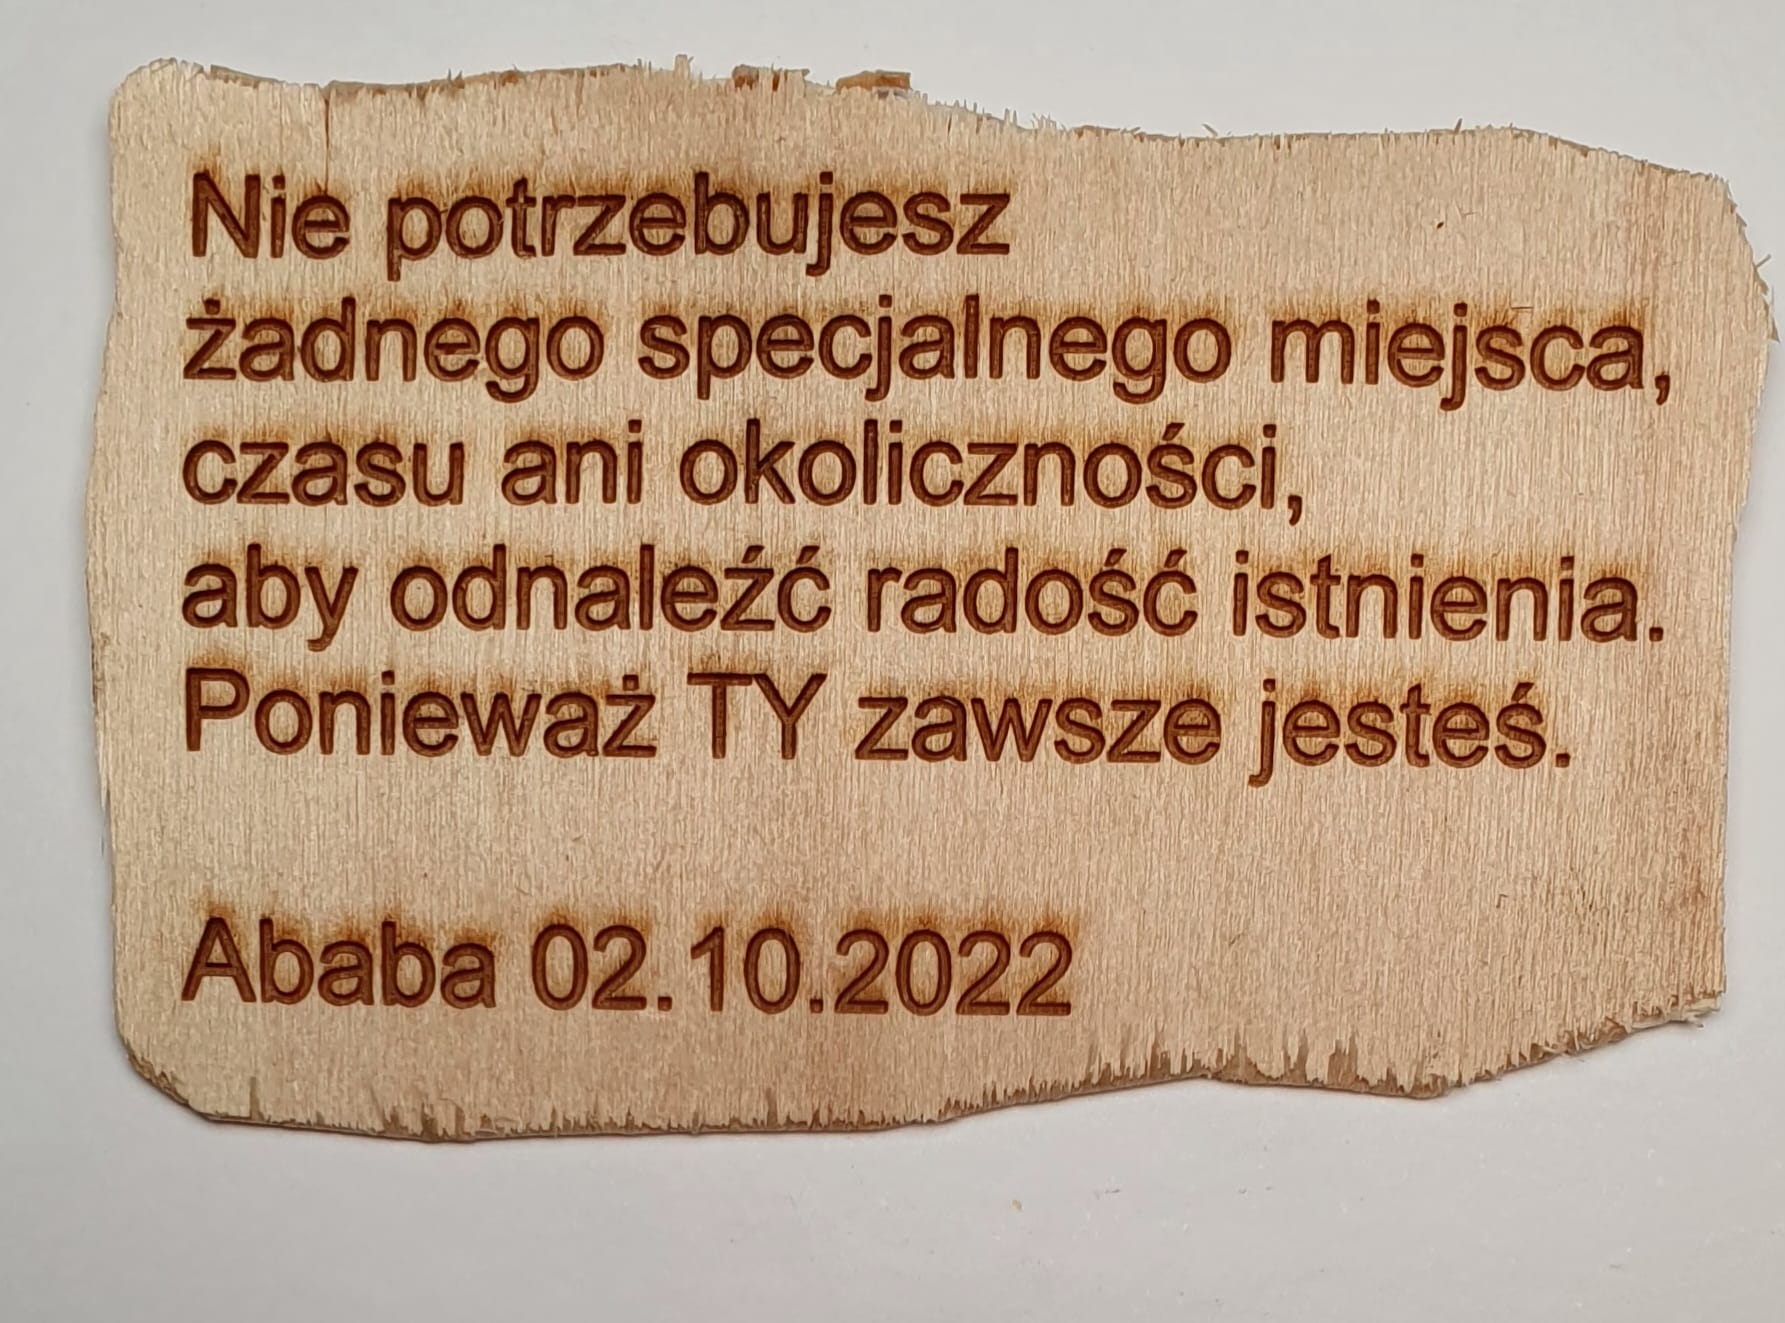 Nie potrzebujesz
żadnego specjalnego miejsca,
czasu ani okoliczności,
aby odnaleźć radość istnienia.
Ponieważ TY zawsze jesteś.
Ababa 02.10.2022